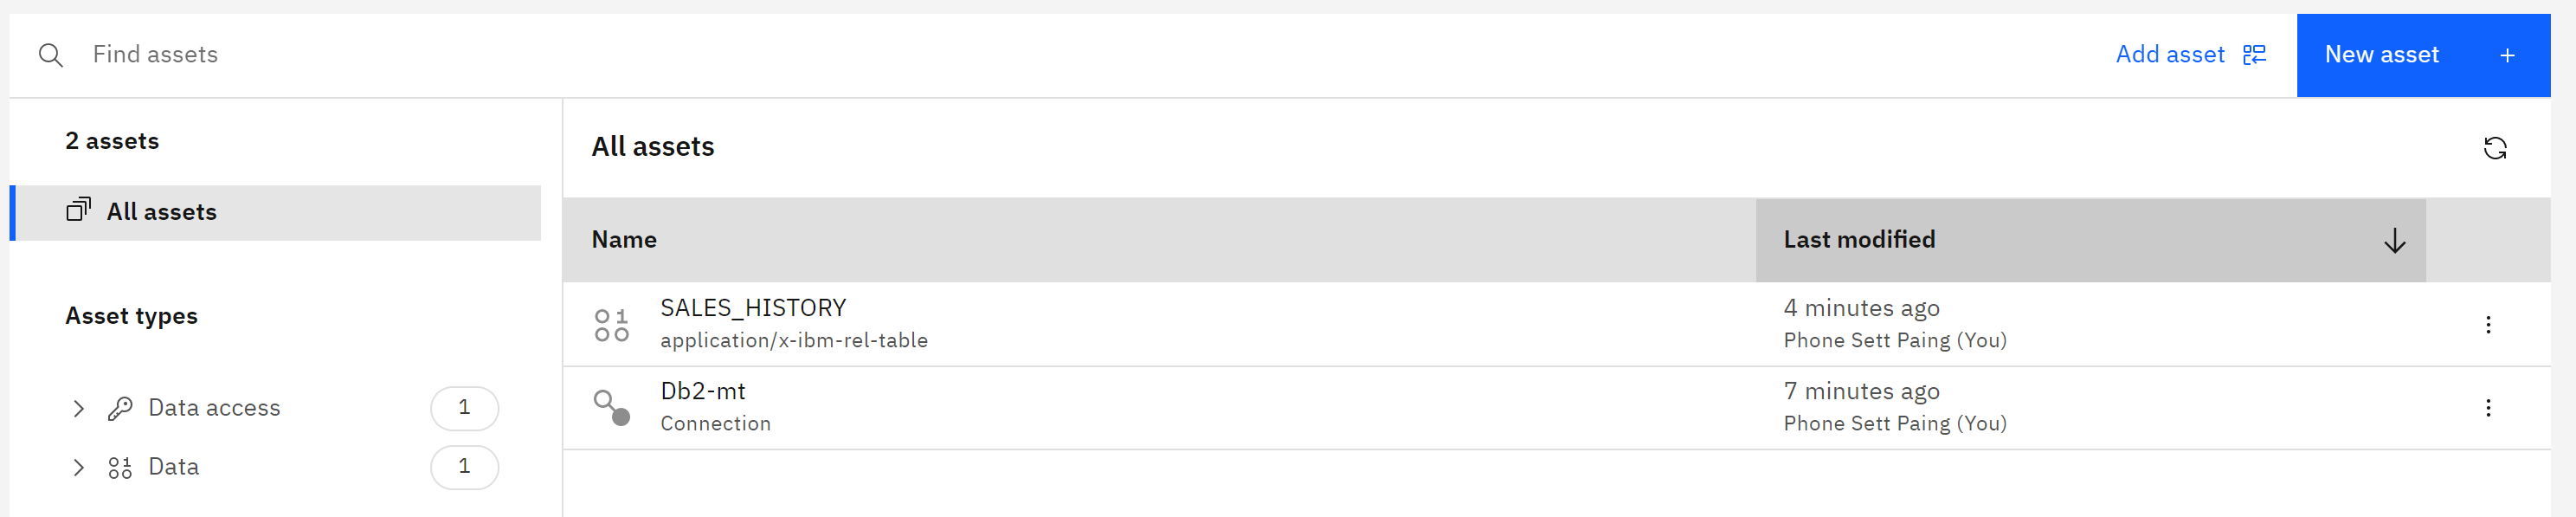 Find assets
Add asset
New asset
2 assets
All assets
Asset types
Data access 1
Data 1
All assets
Name Last modified
SALES_HISTORY 4 minutes ago
application/x-ibm-rel-table Phone Sett Paing (You)
Db2-mt 7 minutes ago
Connection Phone Sett Paing (You)